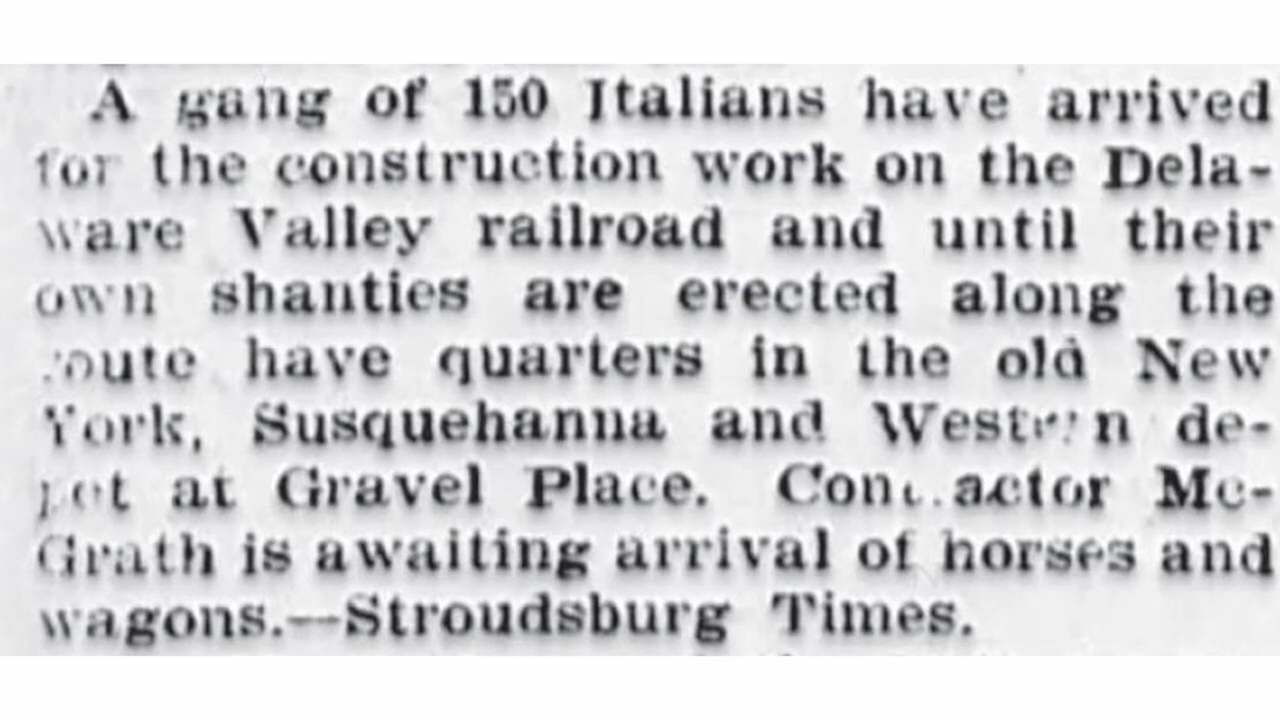 A gang of 150 Italians have arrived
for the construction work on the Dela-
ware Valley railroad and until their
own shanties are erected along the
route have quarters in the old New
York, Susquehanna and Western de-
pot at Gravel Place. Contractor Mc-
Grath is awaiting arrival of horses and
wagons.—Stroudsburg Times.